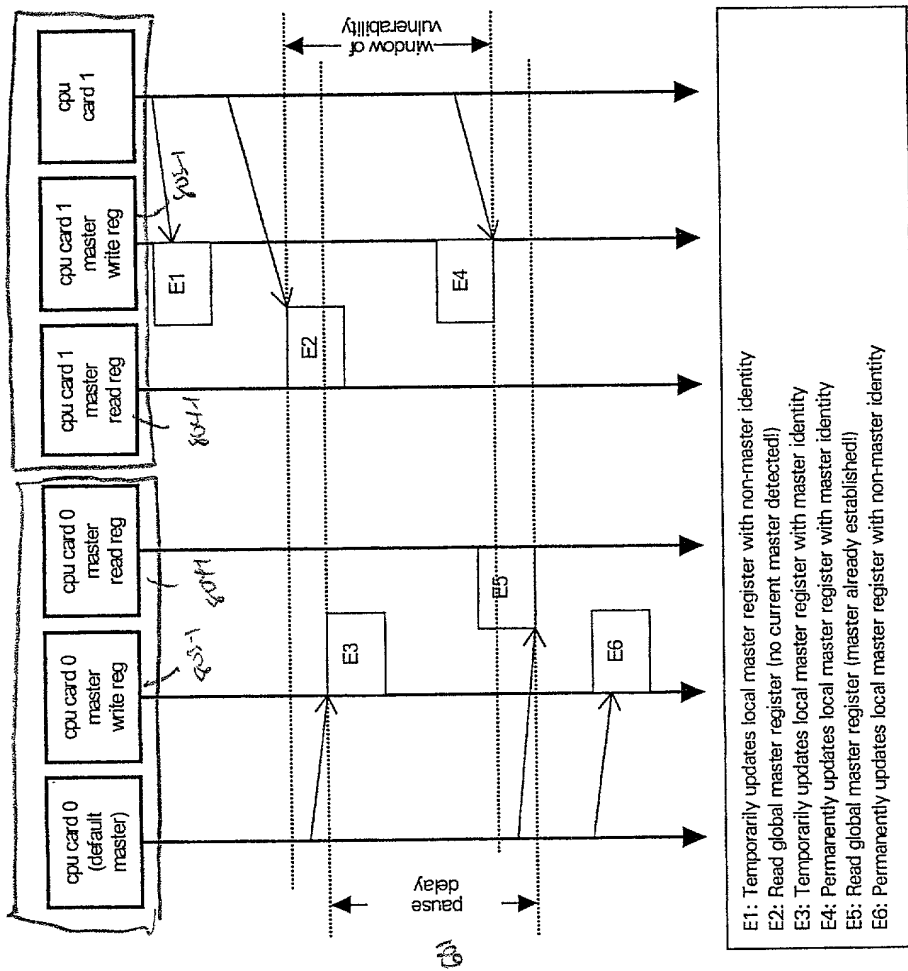 cpu card 0
(default
master)
cpu card 0
master
write reg
cpu card 0
master
read reg
cpu card 1
master
read reg
cpu card 1
master
write reg
cpu
card 1
804-1
803-1
E1
E2
E3
E4
E5
E6
pause
delay
window of
vulnerability
E1: Temporarily updates local master register with non-master identity
E2: Read global master register (no current master detected!)
E3: Temporarily updates local master register with master identity
E4: Permanently updates local master register with master identity
E5: Read global master register (master already established!)
E6: Permanently updates local master register with non-master identity